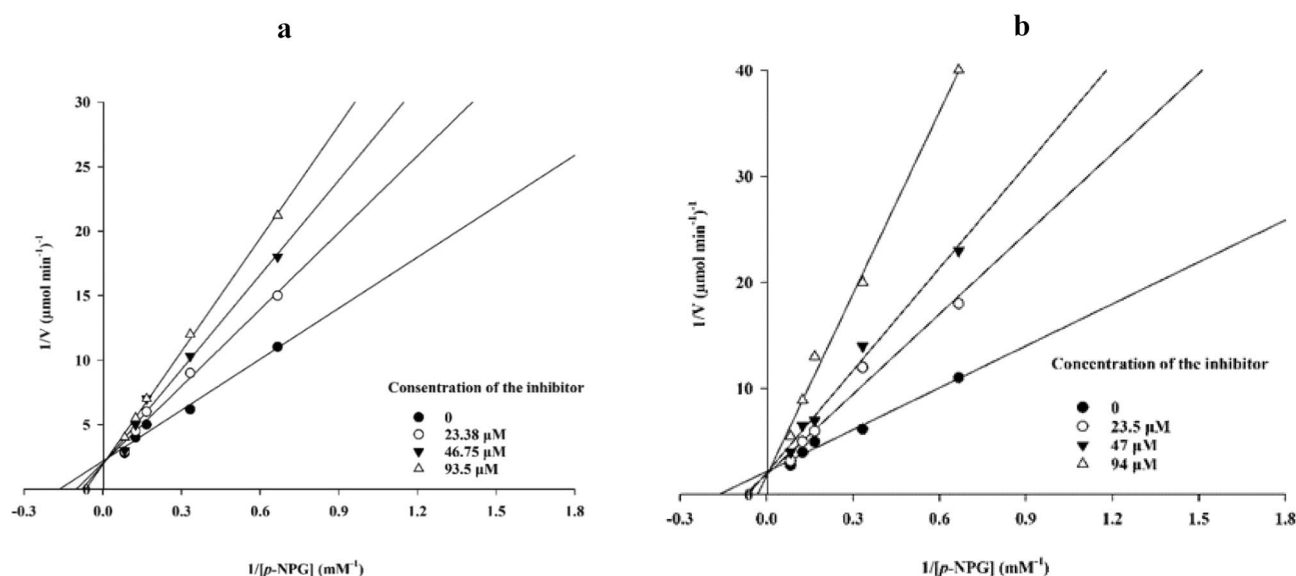 a
30
25
20
15
10
5
0
1/V (µmol min⁻¹)⁻¹
Consentration of the inhibitor
0
23.38 µM
46.75 µM
93.5 µM
-0.3 0.0 0.3 0.6 0.9 1.2 1.5 1.8
1/[p-NPG] (mM⁻¹)
b
40
30
20
10
0
1/V (µmol min⁻¹)⁻¹
Concentration of the inhibitor
0
23.5 µM
47 µM
94 µM
-0.3 0.0 0.3 0.6 0.9 1.2 1.5 1.8
1/[p-NPG] (mM⁻¹)